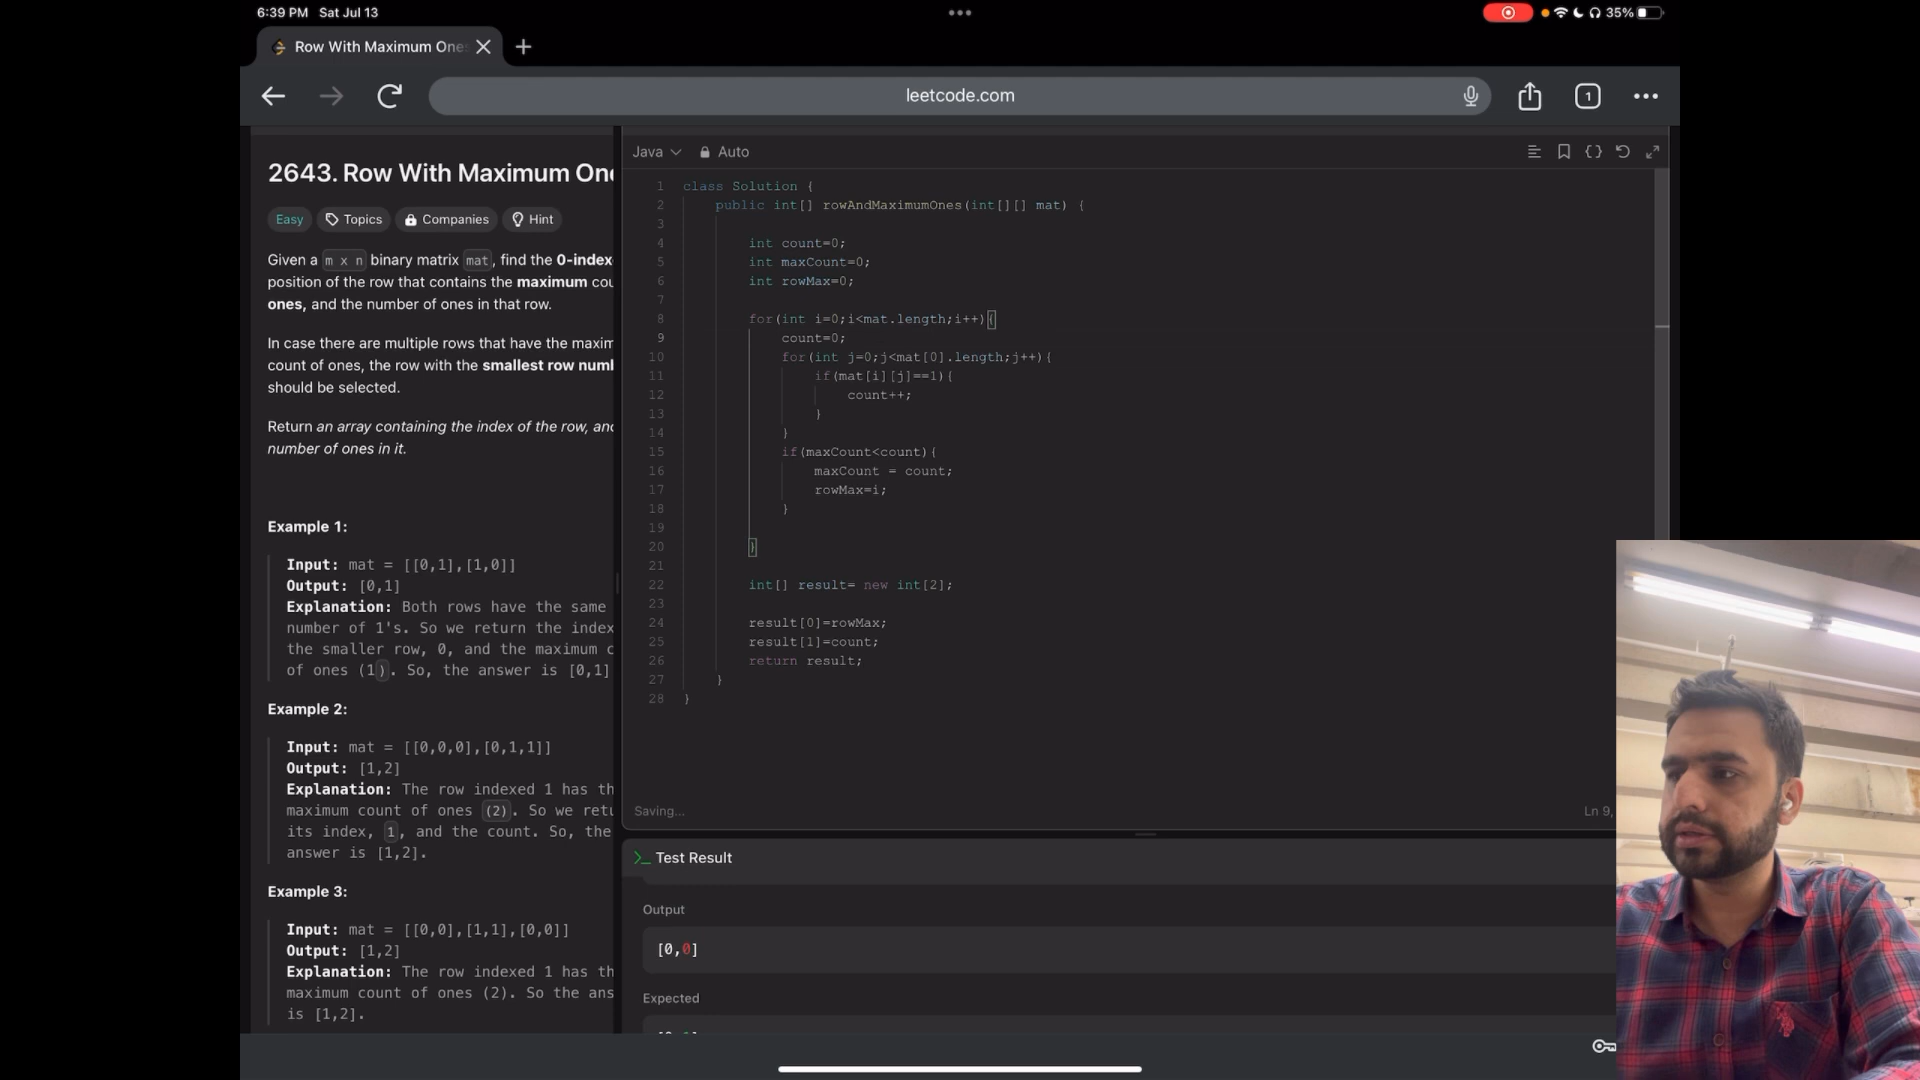 6:39 PM Sat Jul 13
35%
Row With Maximum One
leetcode.com
1
2643. Row With Maximum On
Easy Topics Companies Hint
Given a m x n binary matrix mat, find the 0-index
position of the row that contains the maximum cou
ones, and the number of ones in that row.
In case there are multiple rows that have the maxim
count of ones, the row with the smallest row num
should be selected.
Return an array containing the index of the row, and
number of ones in it.
Example 1:
Input: mat = [[0,1],[1,0]]
Output: [0,1]
Explanation: Both rows have the same
number of 1's. So we return the index
the smaller row, 0, and the maximum c
of ones (1). So, the answer is [0,1]
Example 2:
Input: mat = [[0,0,0],[0,1,1]]
Output: [1,2]
Explanation: The row indexed 1 has th
maximum count of ones (2). So we retu
its index, 1, and the count. So, the
answer is [1,2].
Example 3:
Input: mat = [[0,0],[1,1],[0,0]]
Output: [1,2]
Explanation: The row indexed 1 has th
maximum count of ones (2). So the ans
is [1,2].
Java Auto
1 class Solution {
2 public int[] rowAndMaximumOnes(int[][] mat) {
3
4 int count=0;
5 int maxCount=0;
6 int rowMax=0;
7
8 for(int i=0;i<mat.length;i++){
9 count=0;
10 for(int j=0;j<mat[0].length;j++){
11 if(mat[i][j]==1){
12 count++;
13 }
14 }
15 if(maxCount<count){
16 maxCount = count;
17 rowMax=i;
18 }
19
20 }
21
22 int[] result= new int[2];
23
24 result[0]=rowMax;
25 result[1]=count;
26 return result;
27 }
28 }
Saving...
Ln 9,
Test Result
Output
[0,0]
Expected